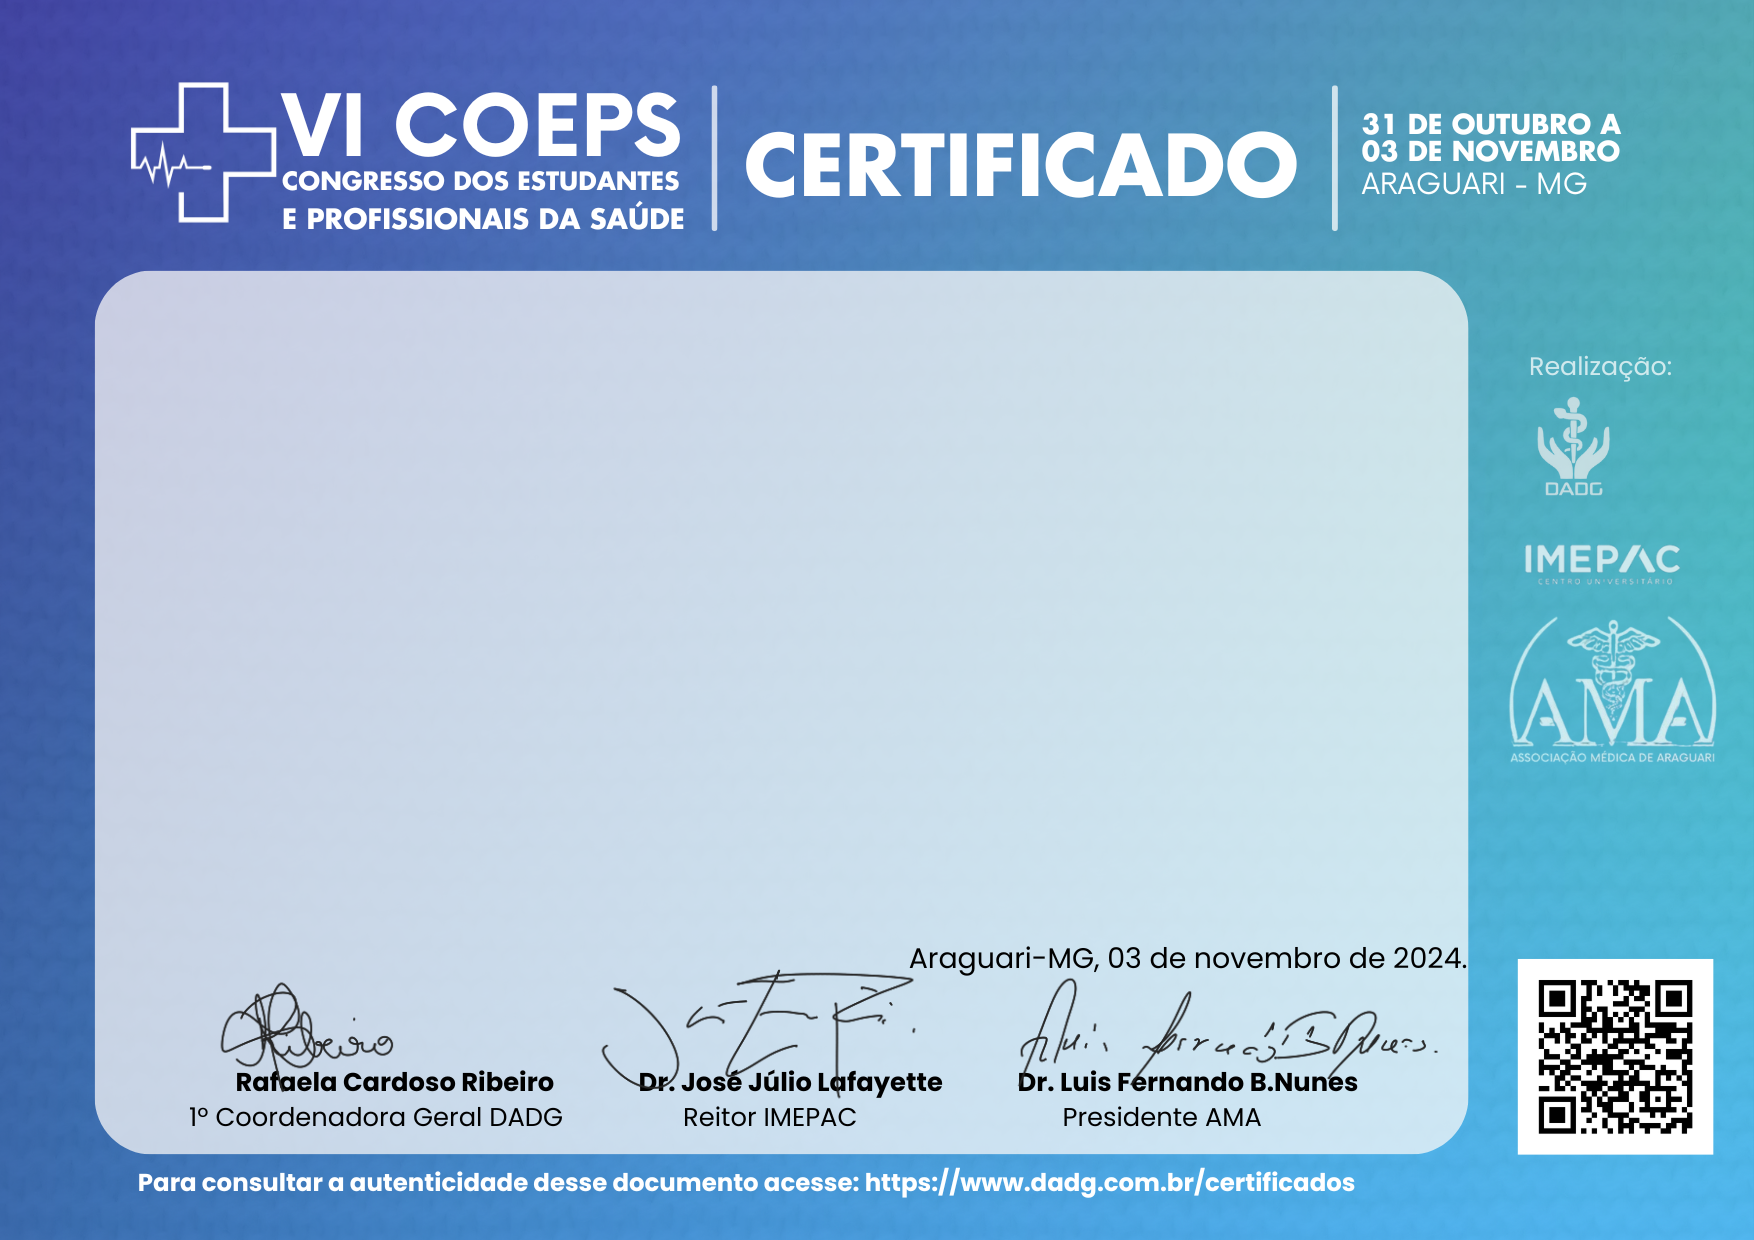 VI COEPS
CONGRESSO DOS ESTUDANTES
E PROFISSIONAIS DA SAÚDE
CERTIFICADO
31 DE OUTUBRO A
03 DE NOVEMBRO
ARAGUARI - MG
Realização:
DADG
IMEPAC
CENTRO UNIVERSITÁRIO
AMA
ASSOCIAÇÃO MÉDICA DE ARAGUARI
Araguari-MG, 03 de novembro de 2024.
Ribeiro
Rafaela Cardoso Ribeiro
1º Coordenadora Geral DADG
Dr. José Júlio Lafayette
Reitor IMEPAC
Dr. Luis Fernando B.Nunes
Presidente AMA
Para consultar a autenticidade desse documento acesse: https://www.dadg.com.br/certificados